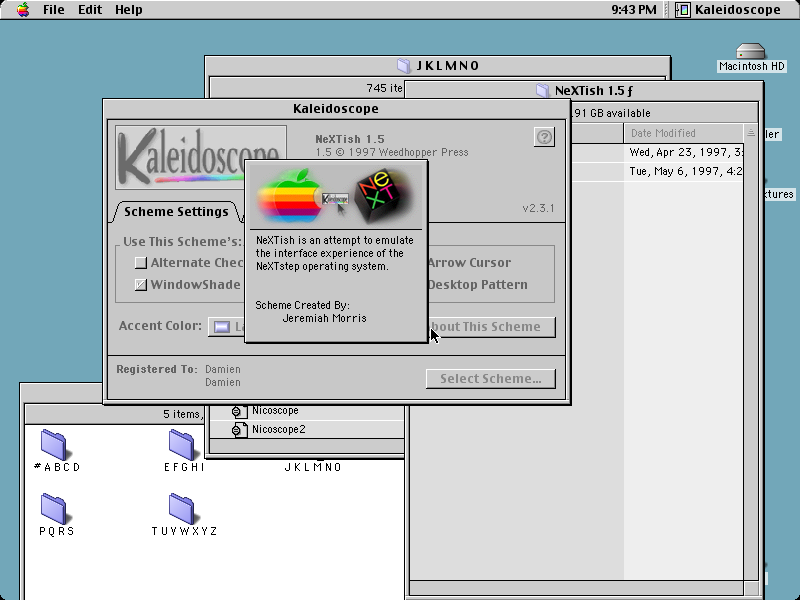 File Edit Help
9:43 PM
Kaleidoscope
Macintosh HD
JKLMNO
745 ite
NeXTish 1.5 ƒ
.91 GB available
Date Modified
Wed, Apr 23, 1997, 3:
Tue, May 6, 1997, 4:2
Kaleidoscope
Kaleidoscope
NeXTish 1.5
1.5 © 1997 Weedhopper Press
v2.3.1
Scheme Settings
Use This Scheme's:
Alternate Chec
Arrow Cursor
WindowShade
Desktop Pattern
Accent Color:
La
bout This Scheme
Registered To: Damien
Damien
Select Scheme...
Kaleidoscope
NeXT
NeXTish is an attempt to emulate
the interface experience of the
NeXTstep operating system.
Scheme Created By:
Jeremiah Morris
Nicoscope
Nicoscope2
5 items,
#ABCD
EFGHI
JKLMNO
PQRS
TUVWXYZ
ler
xtures